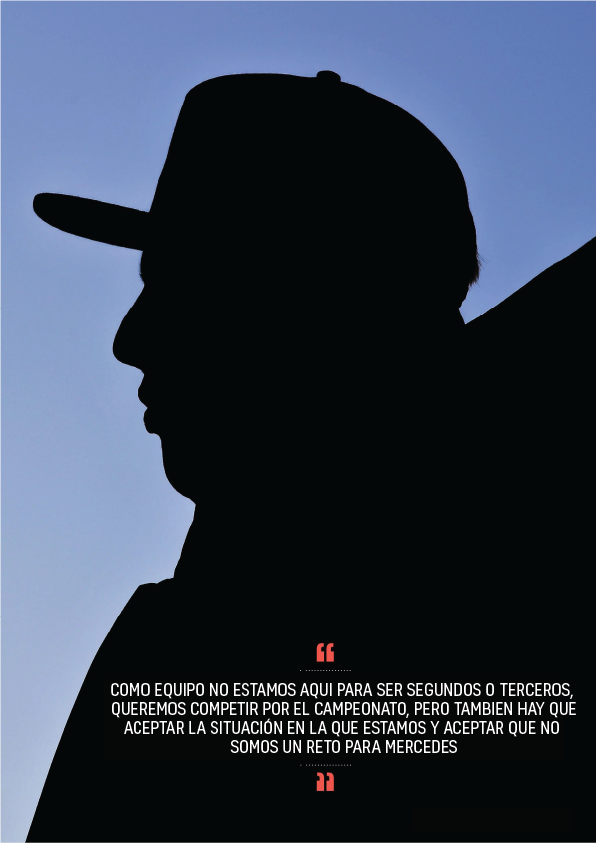 “
COMO EQUIPO NO ESTAMOS AQUI PARA SER SEGUNDOS O TERCEROS,
QUEREMOS COMPETIR POR EL CAMPEONATO, PERO TAMBIEN HAY QUE
ACEPTAR LA SITUACIÓN EN LA QUE ESTAMOS Y ACEPTAR QUE NO
SOMOS UN RETO PARA MERCEDES
”